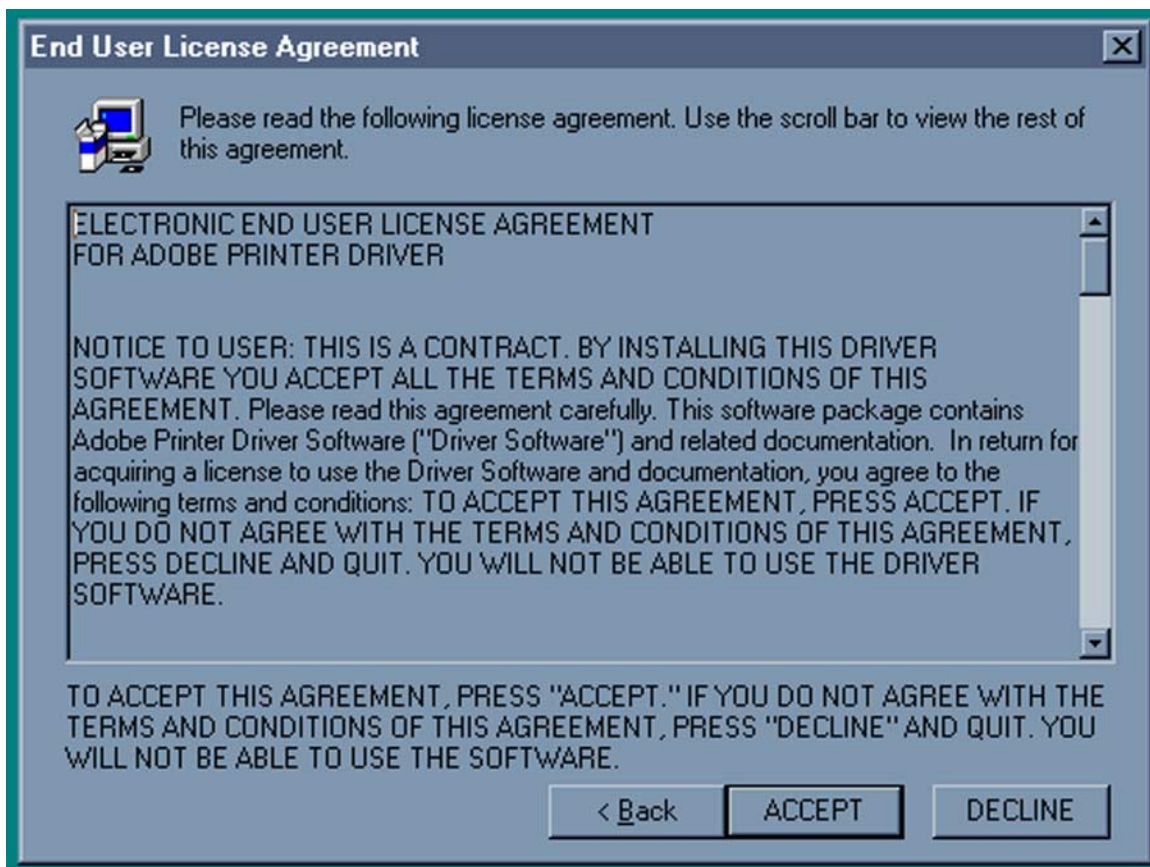 End User License Agreement
Please read the following license agreement. Use the scroll bar to view the rest of
this agreement.
ELECTRONIC END USER LICENSE AGREEMENT
FOR ADOBE PRINTER DRIVER
NOTICE TO USER: THIS IS A CONTRACT. BY INSTALLING THIS DRIVER
SOFTWARE YOU ACCEPT ALL THE TERMS AND CONDITIONS OF THIS
AGREEMENT. Please read this agreement carefully. This software package contains
Adobe Printer Driver Software ("Driver Software") and related documentation.  In return for
acquiring a license to use the Driver Software and documentation, you agree to the
following terms and conditions: TO ACCEPT THIS AGREEMENT, PRESS ACCEPT. IF
YOU DO NOT AGREE WITH THE TERMS AND CONDITIONS OF THIS AGREEMENT,
PRESS DECLINE AND QUIT. YOU WILL NOT BE ABLE TO USE THE DRIVER
SOFTWARE.
TO ACCEPT THIS AGREEMENT, PRESS "ACCEPT." IF YOU DO NOT AGREE WITH THE
TERMS AND CONDITIONS OF THIS AGREEMENT, PRESS "DECLINE" AND QUIT. YOU
WILL NOT BE ABLE TO USE THE SOFTWARE.
< Back ACCEPT DECLINE